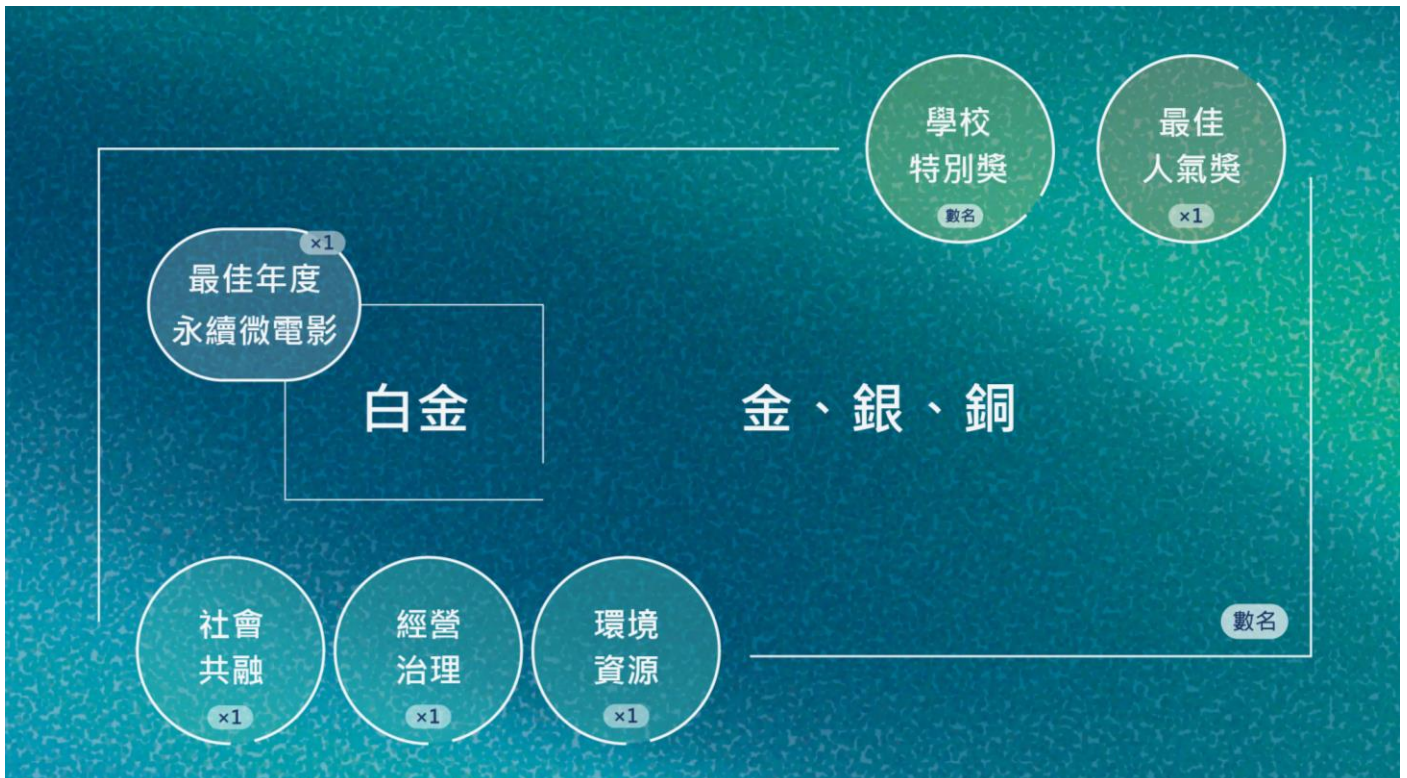 學校
特別獎
數名
最佳
人氣獎
×1
×1
最佳年度
永續微電影
白金
金、銀、銅
社會
共融
×1
經營
治理
×1
環境
資源
×1
數名